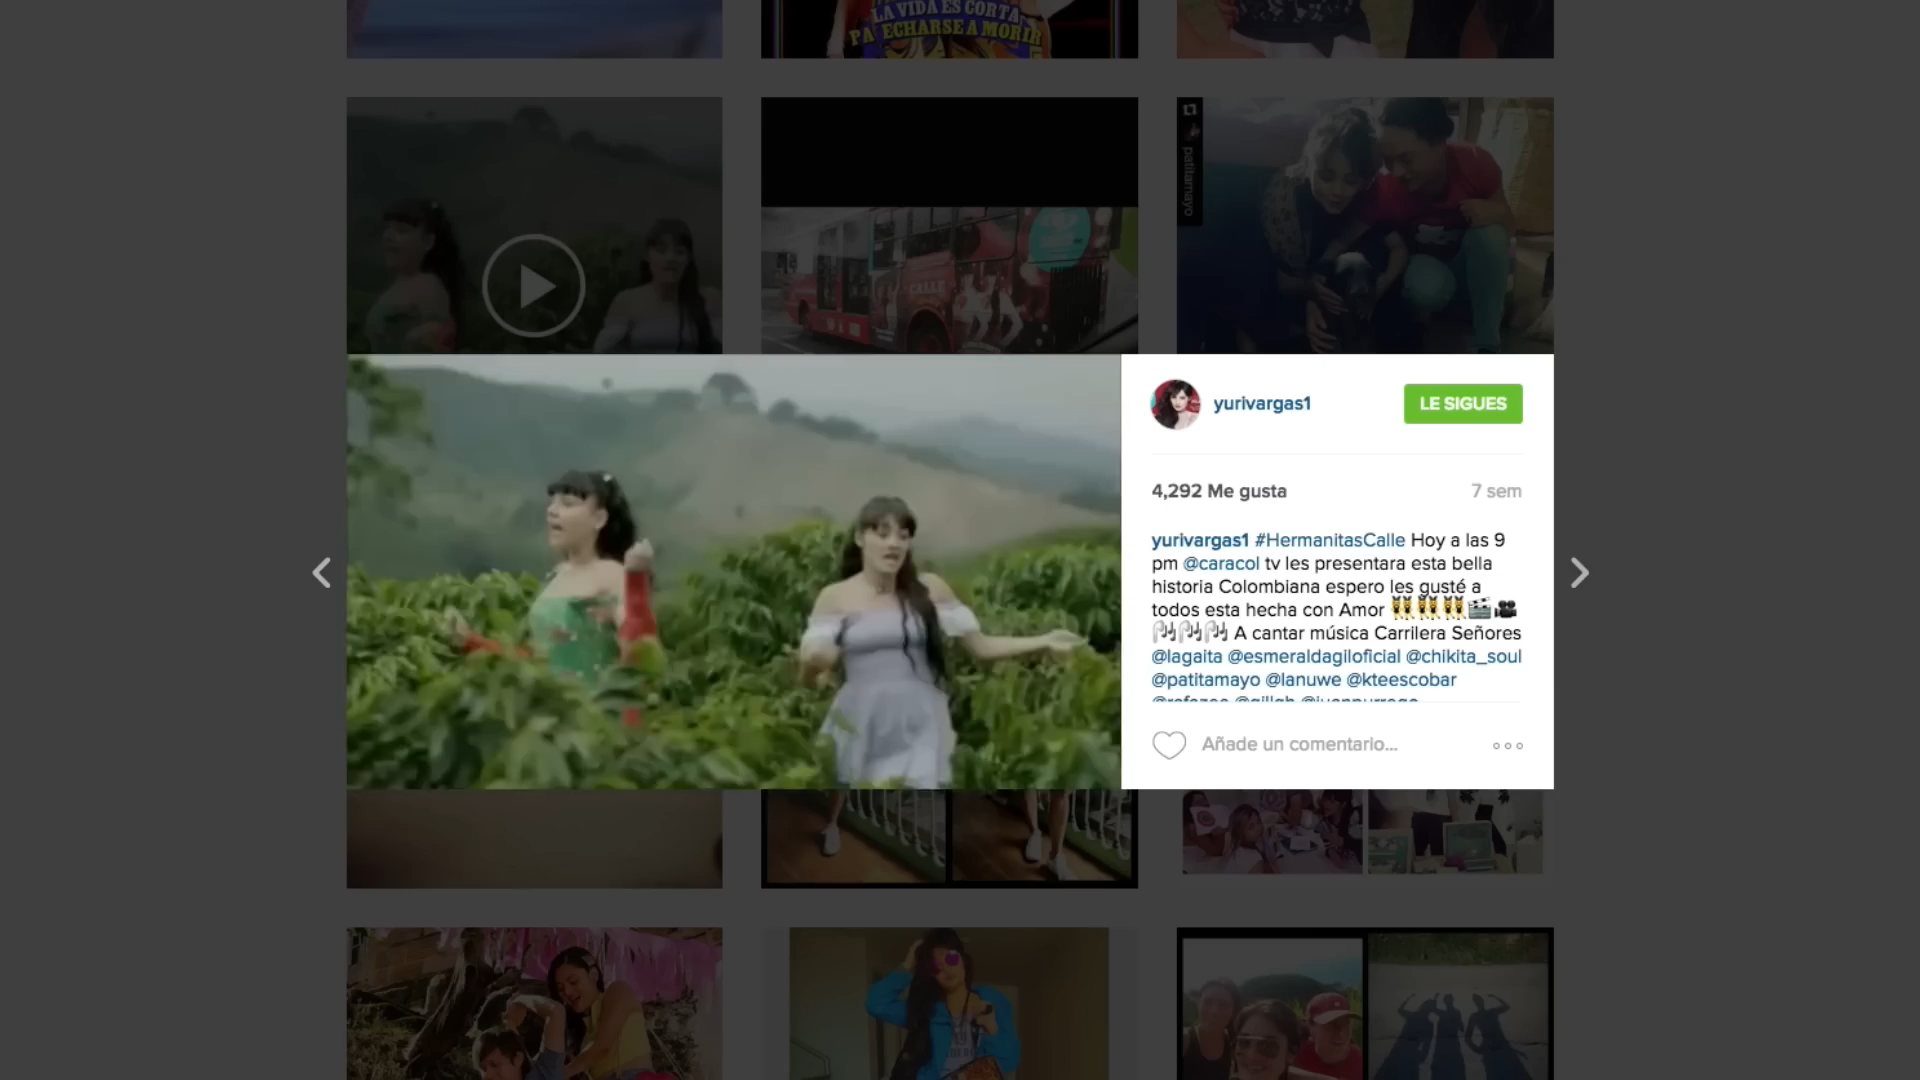 LA VIDA ES CORTA
PA ECHARSE A MORIR
patitamayo
CALLE
yurivargas1
LE SIGUES
4,292 Me gusta
7 sem
yurivargas1 #HermanitasCalle Hoy a las 9
pm @caracol tv les presentara esta bella
historia Colombiana espero les gusté a
todos esta hecha con Amor
A cantar música Carrilera Señores
@lagaita @esmeraldagiloficial @chikita_soul
@patitamayo @lanuwe @kteescobar
Añade un comentario...